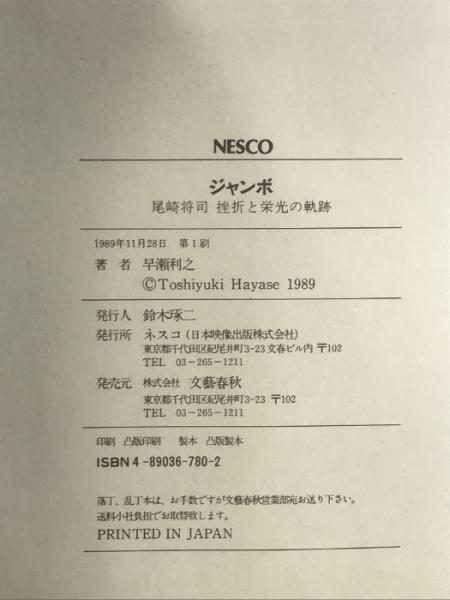 NESCO
ジャンボ
尾崎将司 挫折と栄光の軌跡
1989年11月28日 第1刷
著者 早瀬利之
©Toshiyuki Hayase 1989
発行人 鈴木琢二
発行所 ネスコ(日本映像出版株式会社)
東京都千代田区紀尾井町3-23 文春ビル内 〒102
TEL 03-265-1211
発売元 株式会社 文藝春秋
東京都千代田区紀尾井町3-23 〒102
TEL 03-265-1211
印刷 凸版印刷 製本 凸版製本
ISBN4-89036-780-2
落丁、乱丁本は、お手数ですが文藝春秋営業部宛お送り下さい。
送料小社負担でお取替致します。
PRINTED IN JAPAN